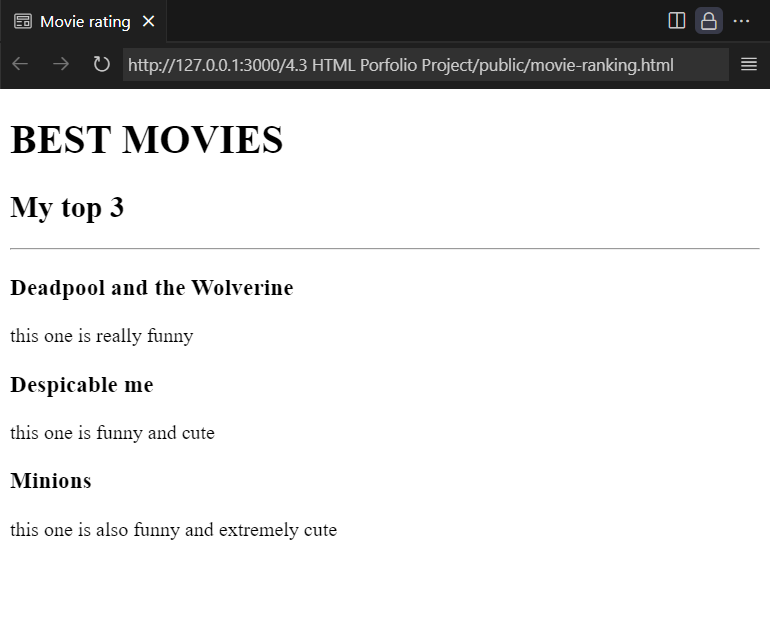 Movie rating
http://127.0.0.1:3000/4.3 HTML Porfolio Project/public/movie-ranking.html
BEST MOVIES
My top 3
Deadpool and the Wolverine
this one is really funny
Despicable me
this one is funny and cute
Minions
this one is also funny and extremely cute